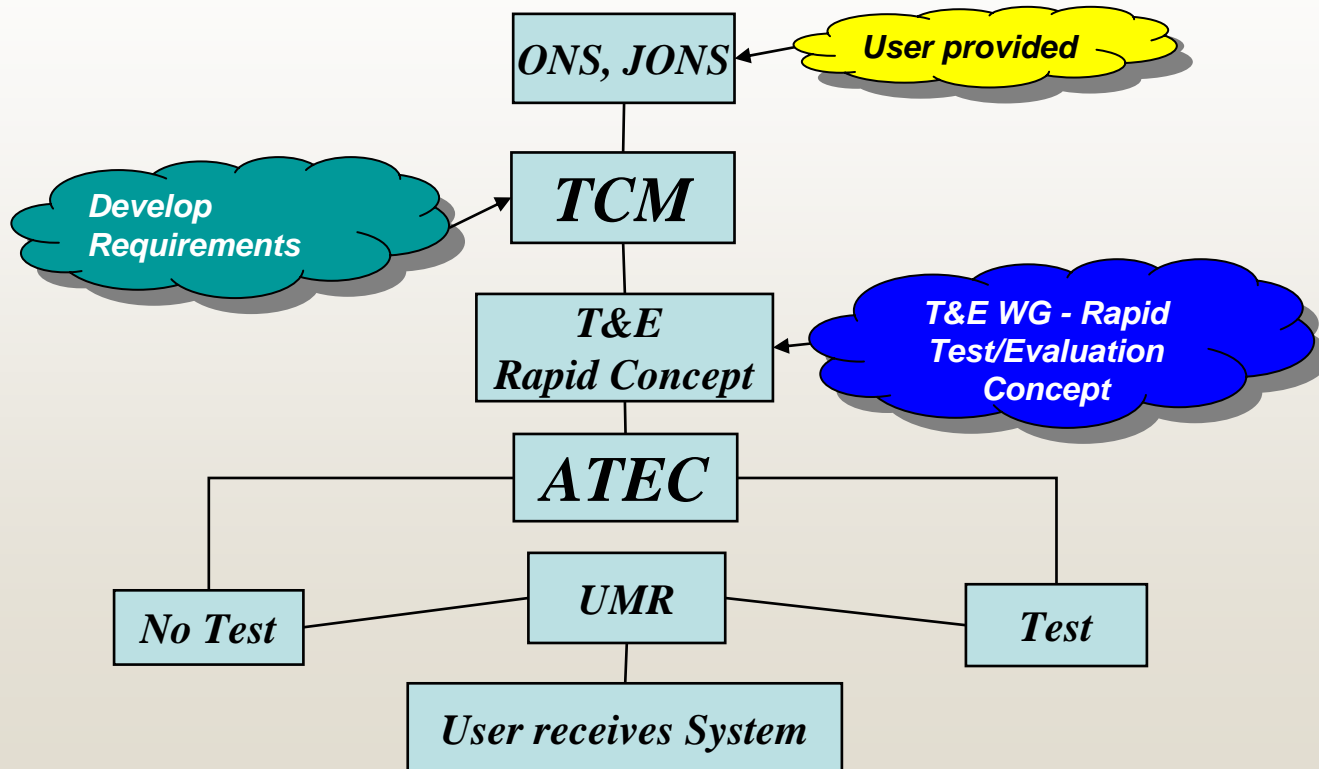 ONS, JONS
User provided
TCM
Develop
Requirements
T&E
Rapid Concept
T&E WG - Rapid
Test/Evaluation
Concept
ATEC
No Test
UMR
Test
User receives System